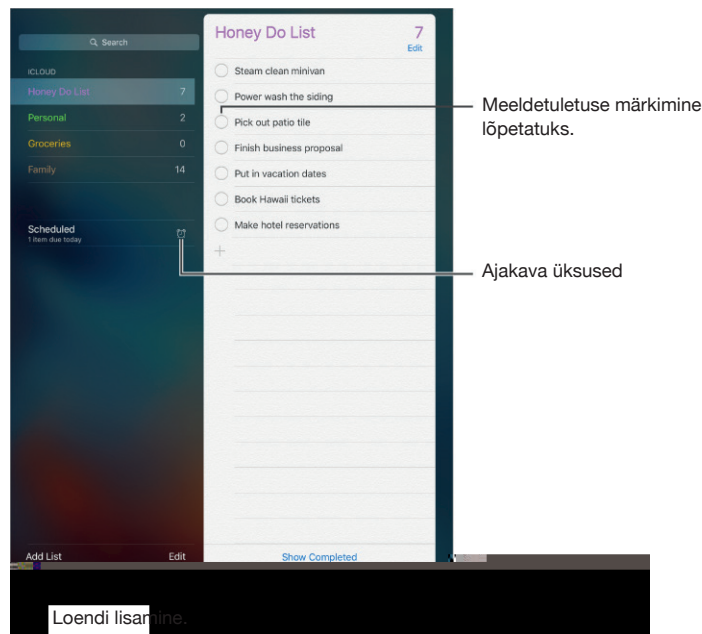 Search
ICLOUD
Honey Do List 7
Personal 2
Groceries 0
Family 14
Scheduled
1 item due today
Add List Edit
Honey Do List 7
Edit
Steam clean minivan
Power wash the siding
Pick out patio tile
Finish business proposal
Put in vacation dates
Book Hawaii tickets
Make hotel reservations
Show Completed
Meeldetuletuse märkimine
lõpetatuks.
Ajakava üksused
Loendi lisamine.